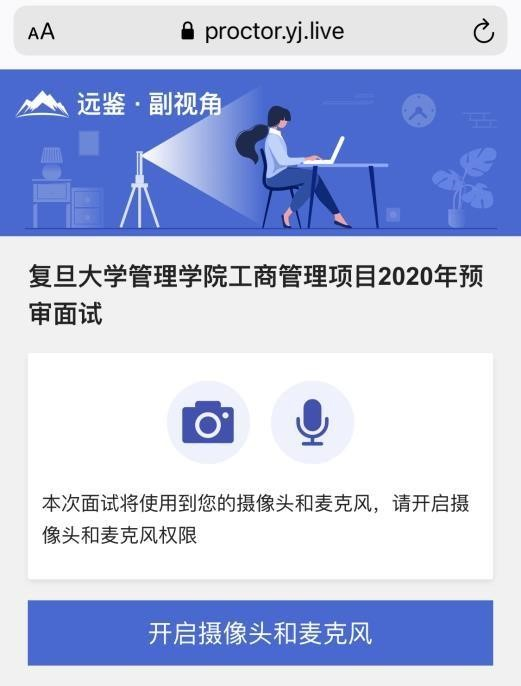 AA proctor.yj.live
远鉴·副视角
复旦大学管理学院工商管理项目2020年预
审面试
本次面试将使用到您的摄像头和麦克风，请开启摄
像头和麦克风权限
开启摄像头和麦克风